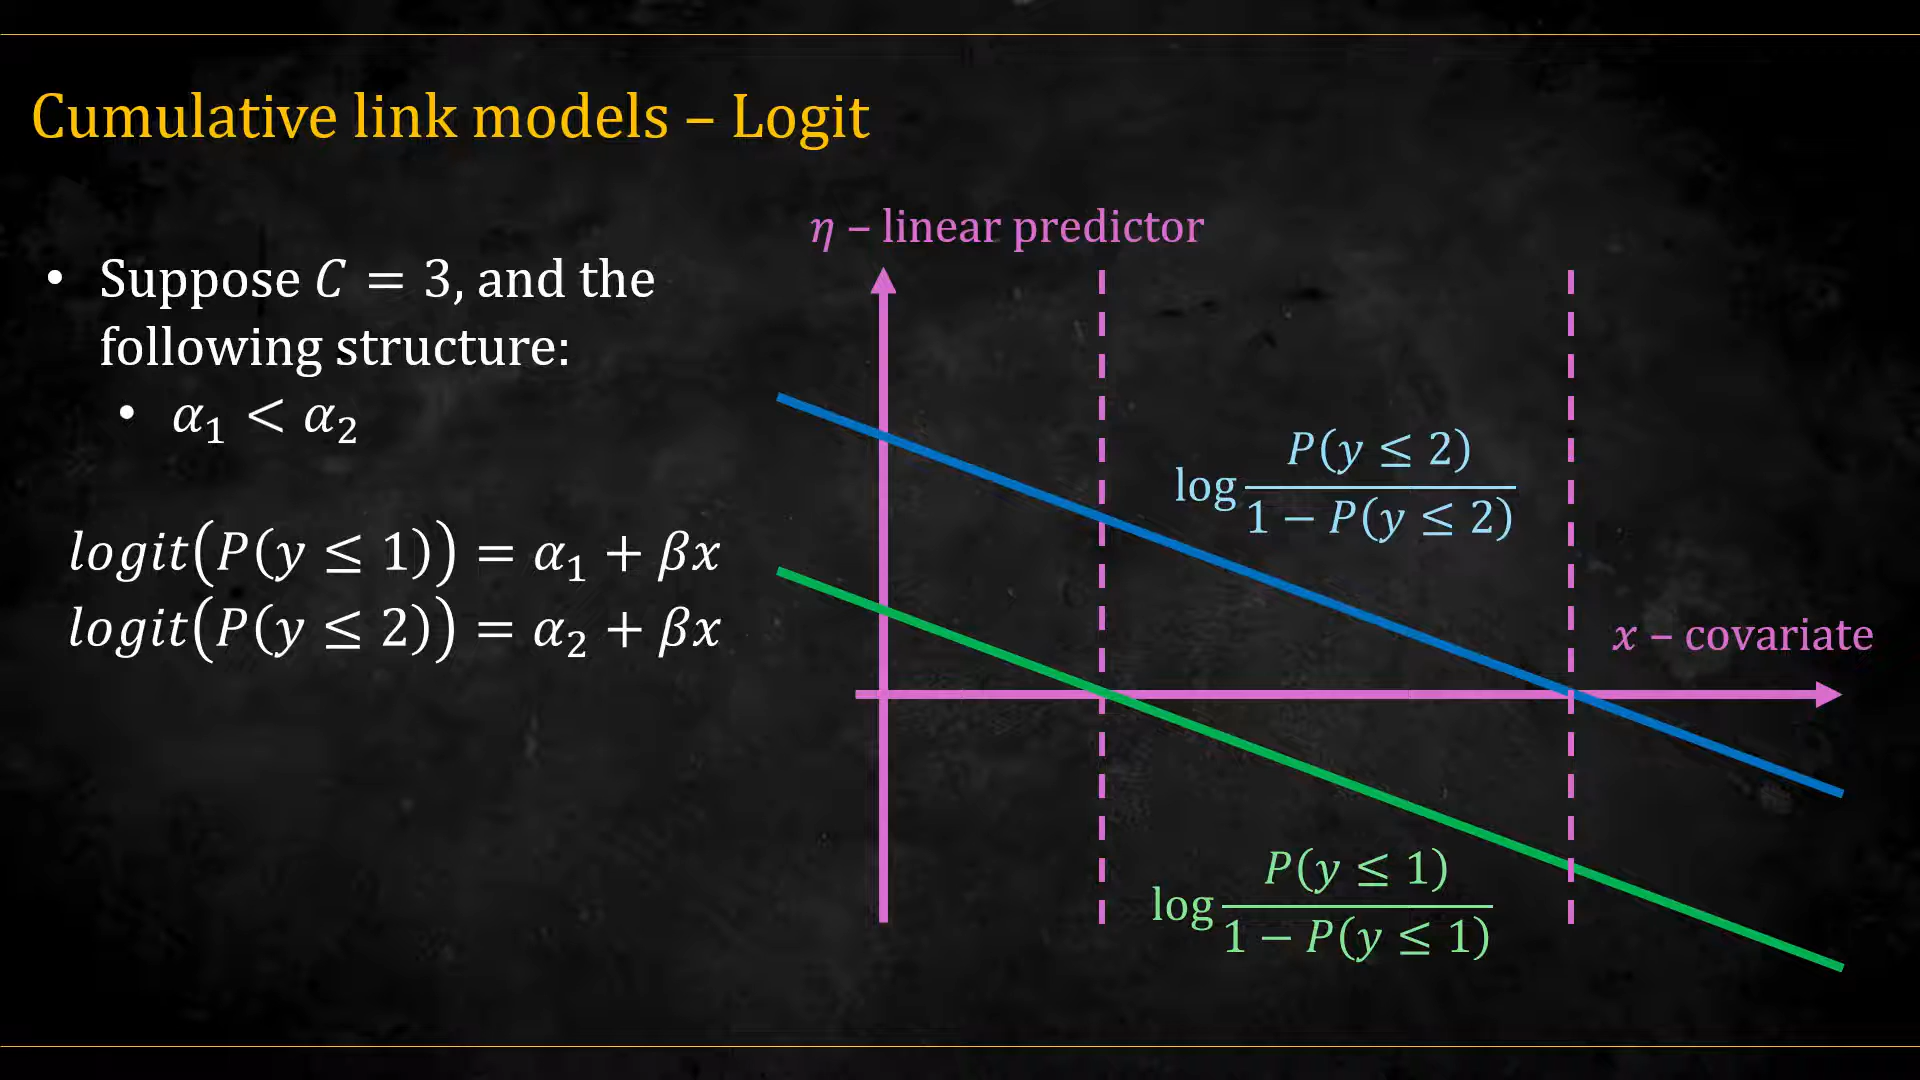 Cumulative link models – Logit
• Suppose C = 3, and the
following structure:
• α₁ < α₂
logit(P(y ≤ 1)) = α₁ + βx
logit(P(y ≤ 2)) = α₂ + βx
η – linear predictor
log P(y ≤ 2) / 1 − P(y ≤ 2)
x – covariate
log P(y ≤ 1) / 1 − P(y ≤ 1)